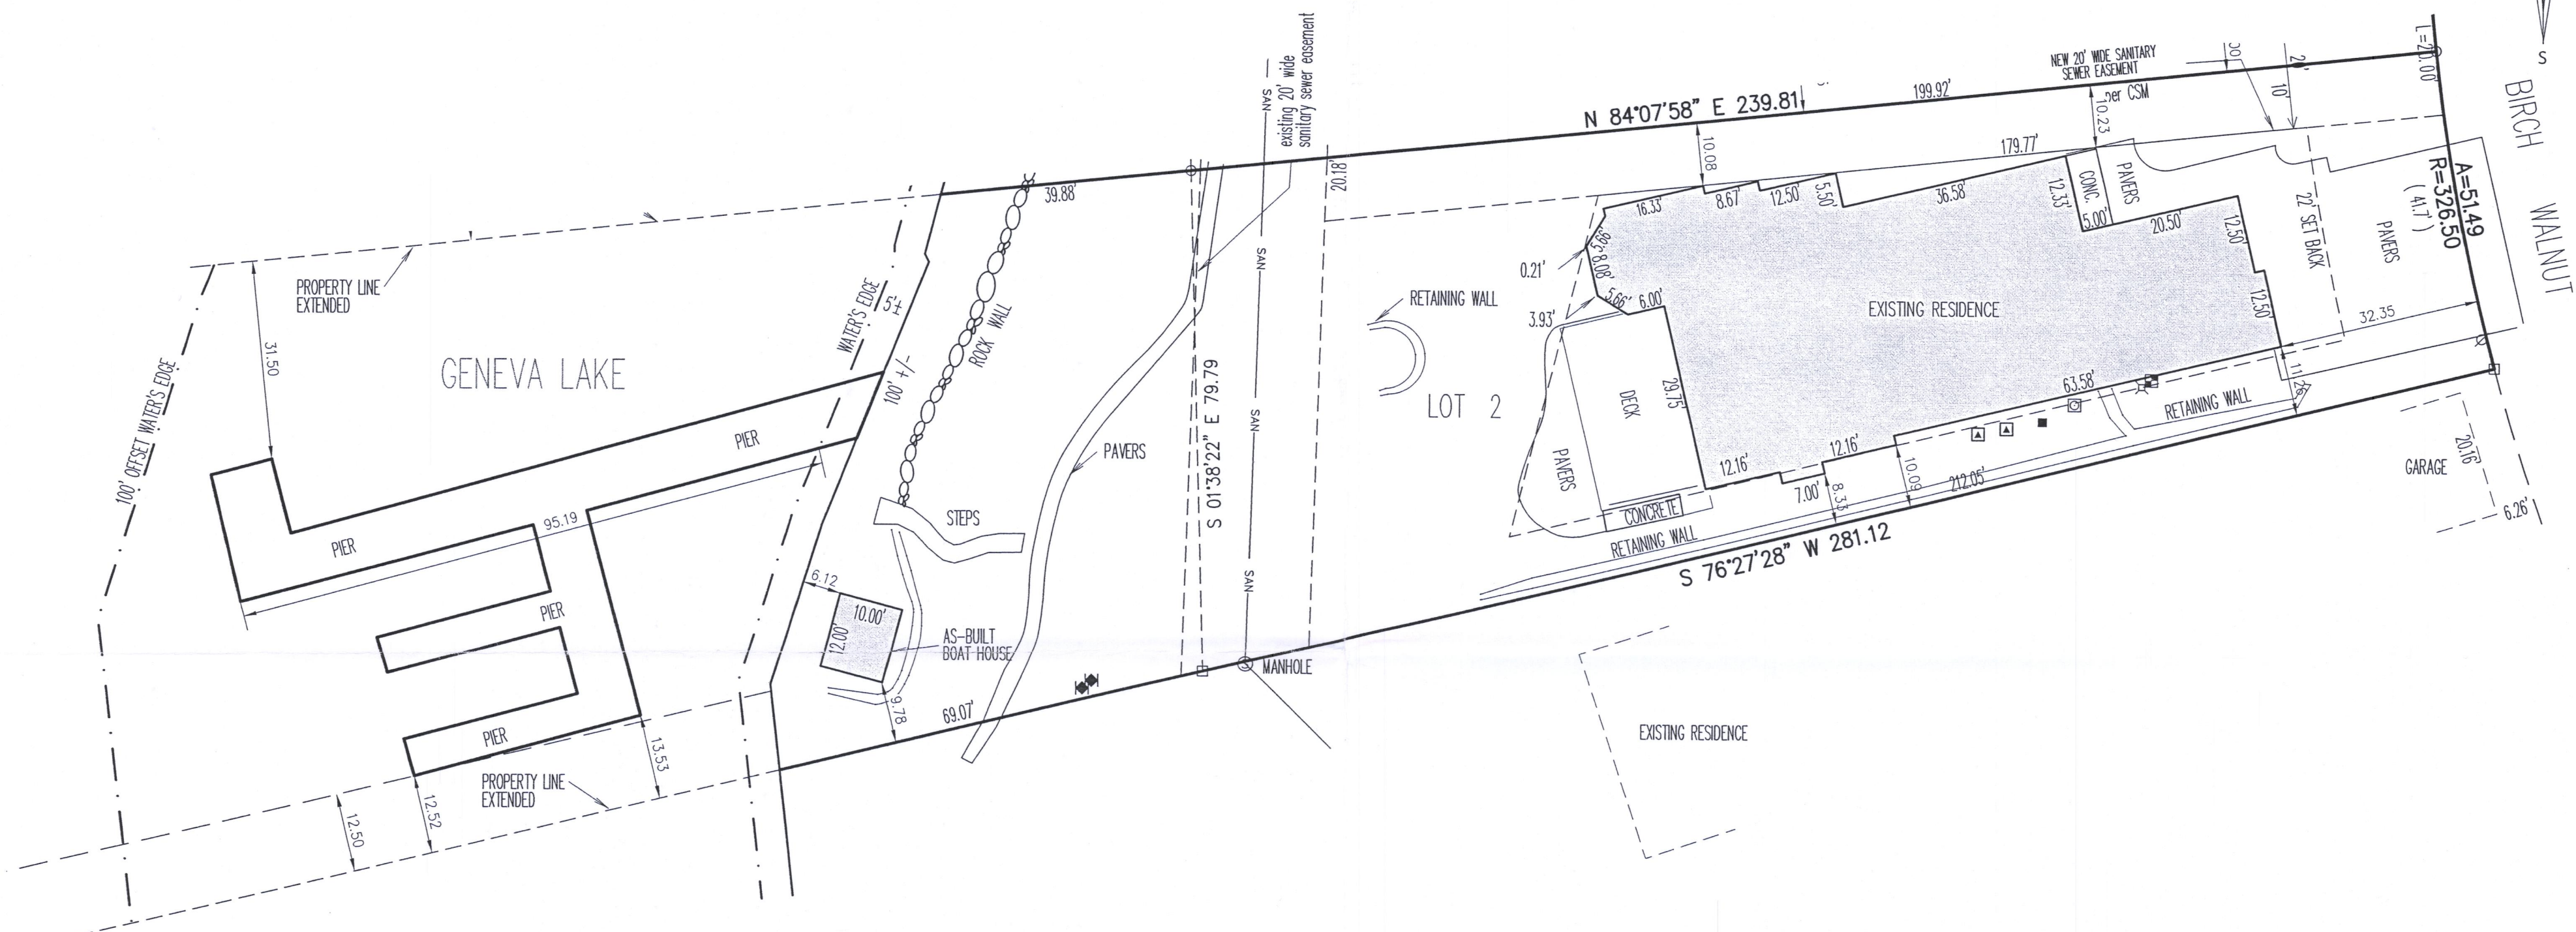 S
L=20.00'
BIRCH
WALNUT
NEW 20' WIDE SANITARY
SEWER EASEMENT
per CSM
20'
10'
existing 20' wide
sanitary sewer easement
N 84°07'58" E 239.81
199.92'
10.23
10.08
179.77'
A=51.49
R=326.50
(41.7')
39.88'
20.18'
SAN
SAN
SAN
SAN
PROPERTY LINE
EXTENDED
31.50
GENEVA LAKE
100' OFFSET WATER'S EDGE
WATER'S EDGE
5'±
100' +/-
ROCK WALL
S 01°38'22" E 79.79
PAVERS
RETAINING WALL
LOT 2
0.21'
3.93'
5.66'
8.08'
5.66'
6.00'
16.33'
8.67'
12.50'
5.50'
36.58'
12.33'
CONC.
5.00'
PAVERS
20.50'
12.50'
12.50'
22' SET BACK
PAVERS
32.35
EXISTING RESIDENCE
DECK
29.75'
PAVERS
CONCRETE
12.16'
7.00'
12.16'
8.33
10.09
63.58'
11.26
RETAINING WALL
212.05'
RETAINING WALL
S 76°27'28" W 281.12
GARAGE
20.16'
6.26'
PIER
95.19
PIER
PIER
PIER
STEPS
6.12
10.00'
12.00'
AS-BUILT
BOAT HOUSE
9.78
69.07'
MANHOLE
13.53
PROPERTY LINE
EXTENDED
12.52
12.50
EXISTING RESIDENCE